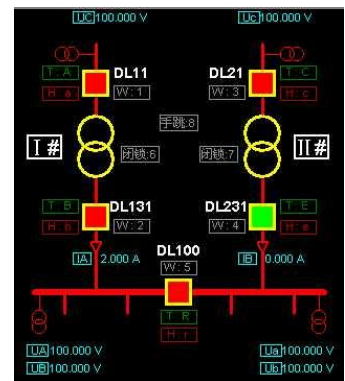 UC 100.000 V
Uc 100.000 V
T:A
DL11
DL21
T:C
H:a
W:1
W:3
H:c
手跳:8
I#
闭锁:6
闭锁:7
II#
T:B
DL131
DL231
T:E
W:2
W:4
H:e
IA 2.000 A
DL100
IB 0.000 A
W:5
T:R
H:r
UA 100.000 V
Ua 100.000 V
UB 100.000 V
Ub 100.000 V